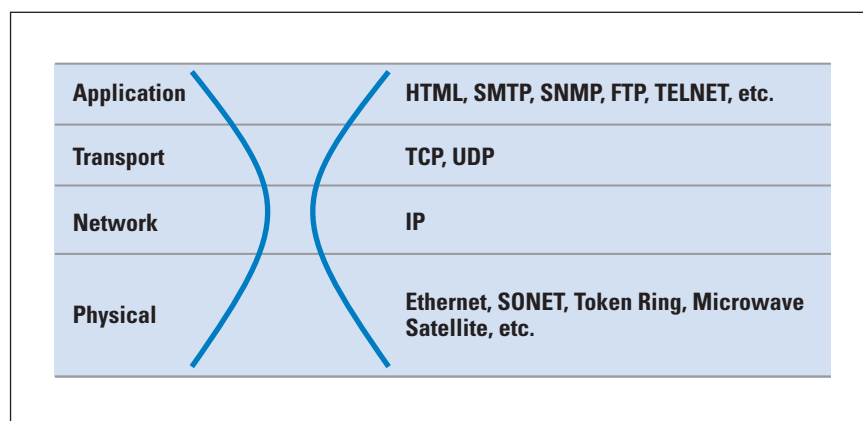 Application
HTML, SMTP, SNMP, FTP, TELNET, etc.
Transport
TCP, UDP
Network
IP
Physical
Ethernet, SONET, Token Ring, Microwave
Satellite, etc.